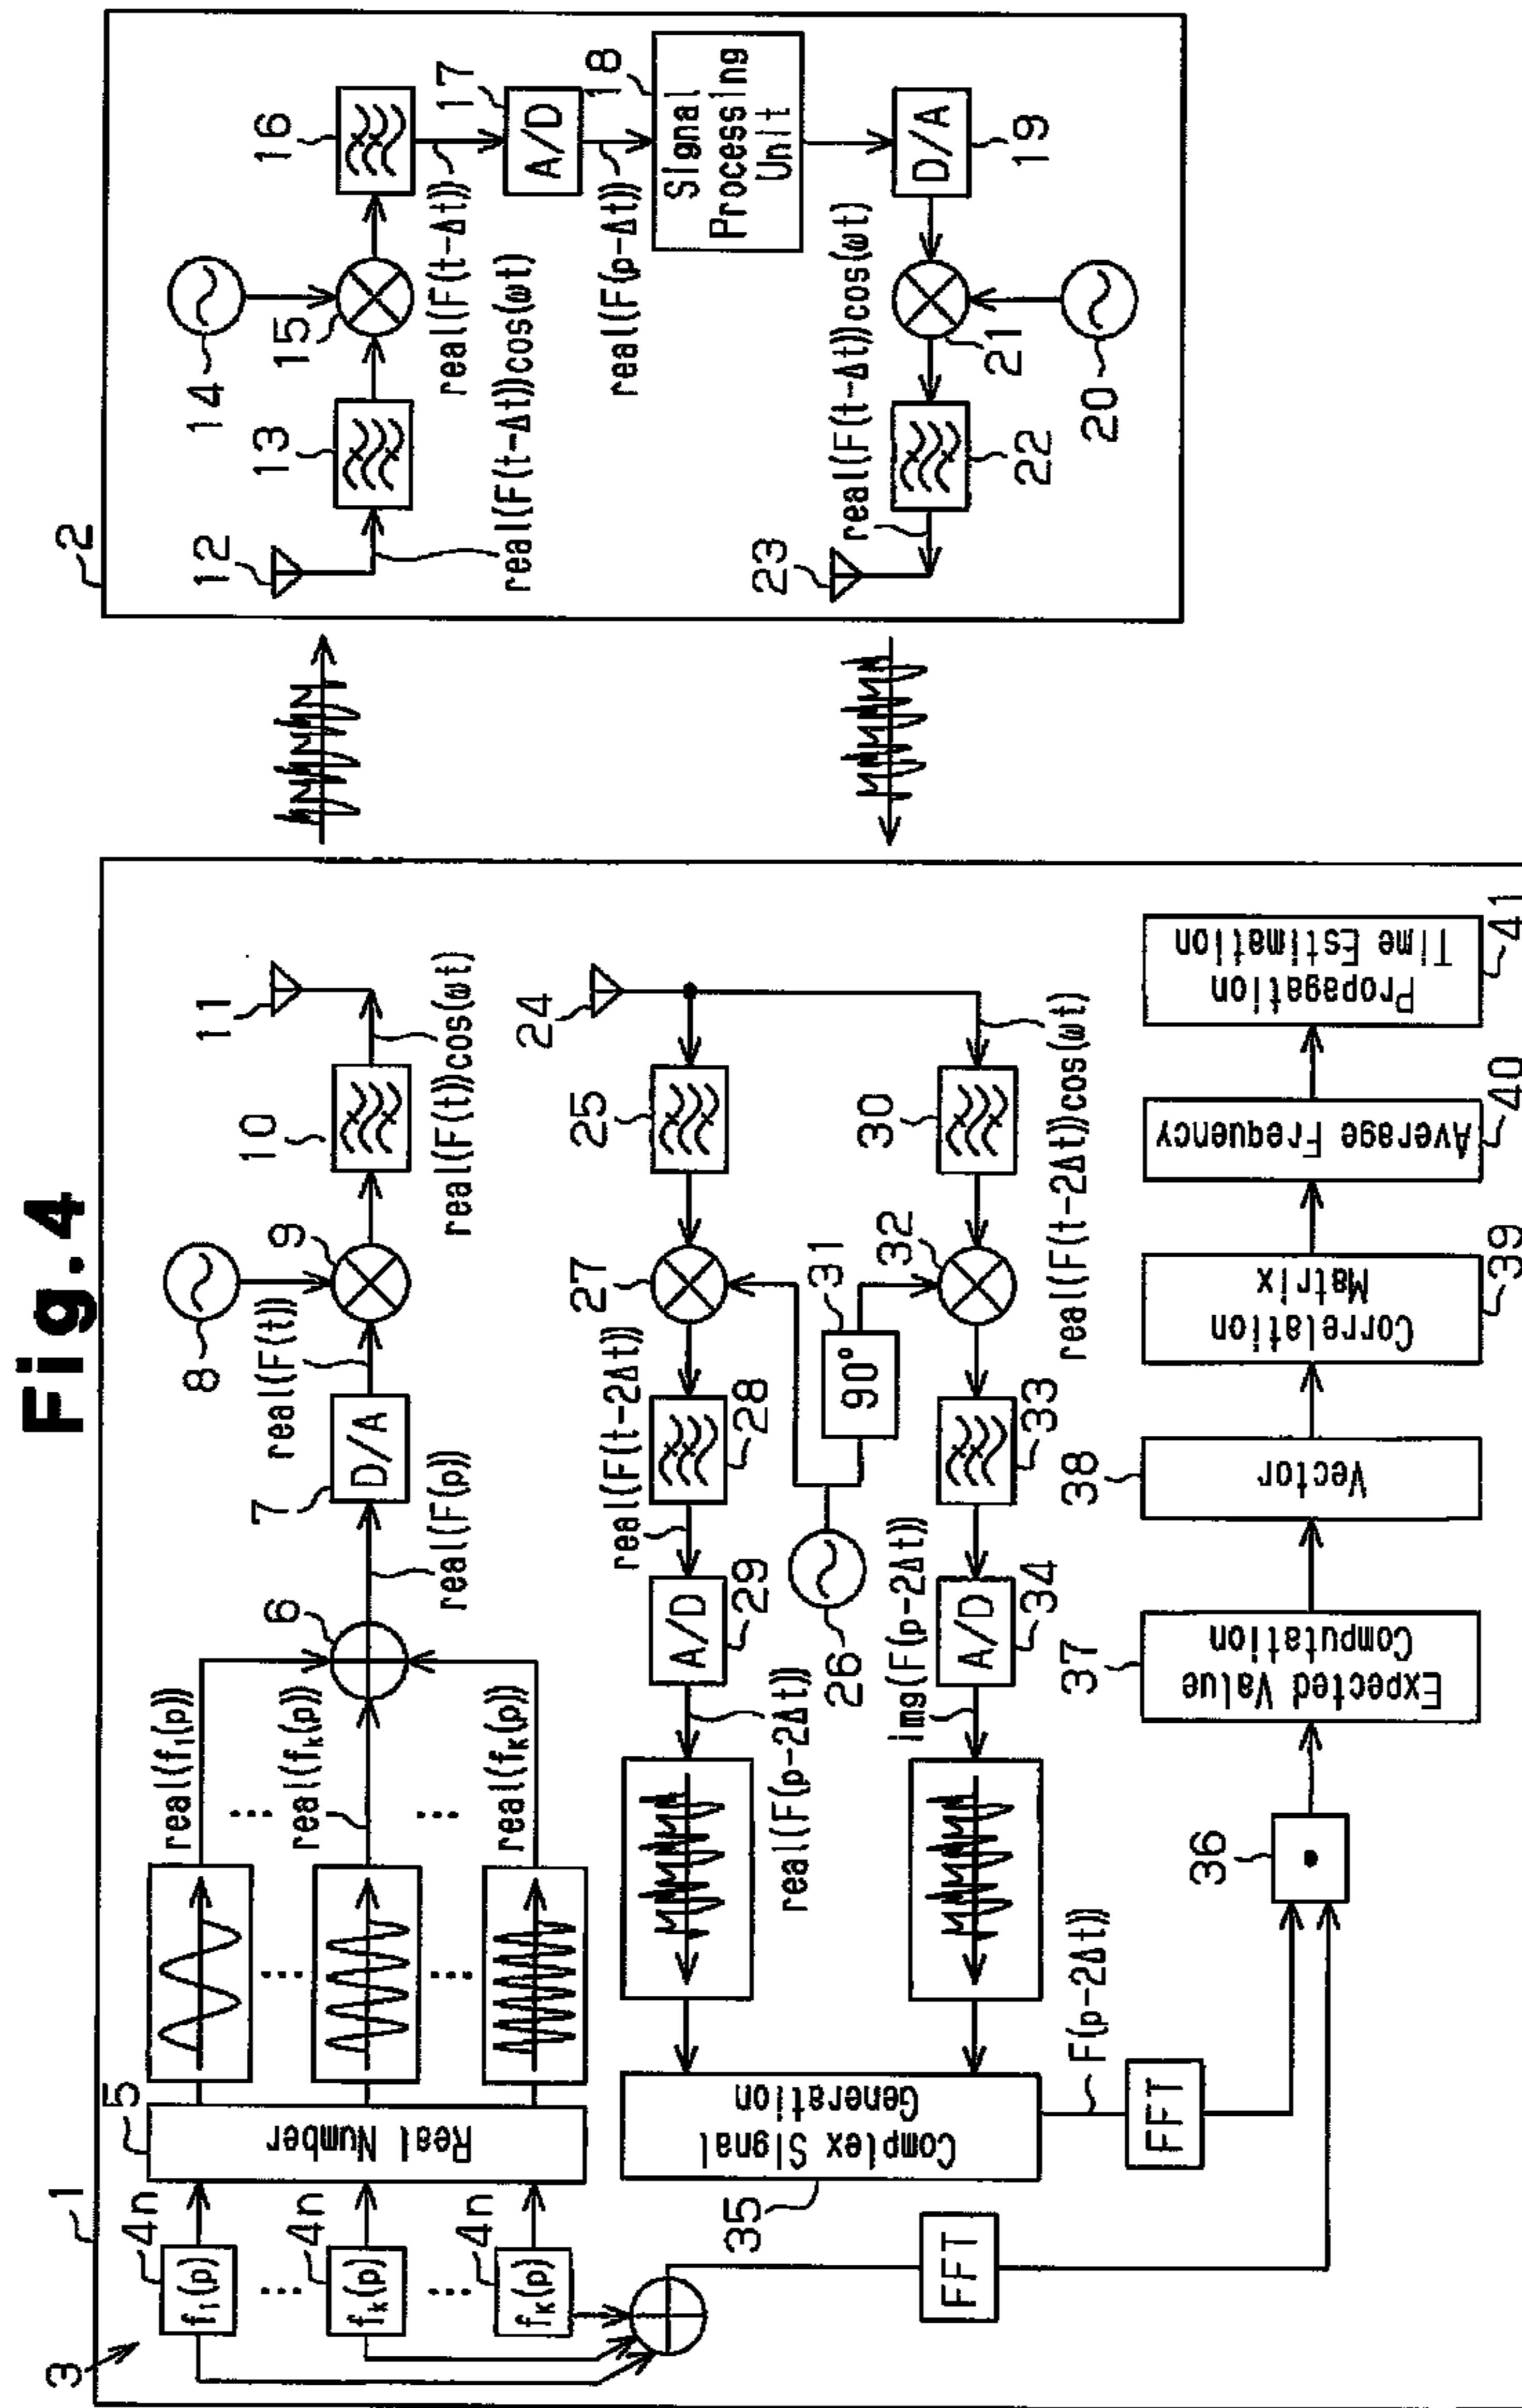 Fig.4
1
3
4n
f₁(p)
4n
fₖ(p)
4n
f_K(p)
5
Real Number
real(f₁(p))
real(fₖ(p))
real(f_K(p))
6
real(F(p))
7
D/A
real(F(t))
8
9
10
real(F(t))cos(ωt)
11
2
12
real(F(t-Δt))cos(ωt)
13
14
15
real(F(t-Δt))
16
17
A/D
real(F(p-Δt))
18
Signal
Processing
Unit
D/A
19
20
21
real(F(t-Δt))cos(ωt)
22
23
24
25
real(F(t-2Δt))cos(ωt)
30
27
32
26
90°
31
real(F(t-2Δt))
28
33
A/D
29
A/D
34
real(F(p-2Δt))
img(F(p-2Δt))
Complex Signal
Generation
35
F(p-2Δt)
FFT
FFT
36
Expected Value
Computation
37
Vector
38
Correlation
Matrix
39
Average Frequency
40
Propagation
Time Estimation
41